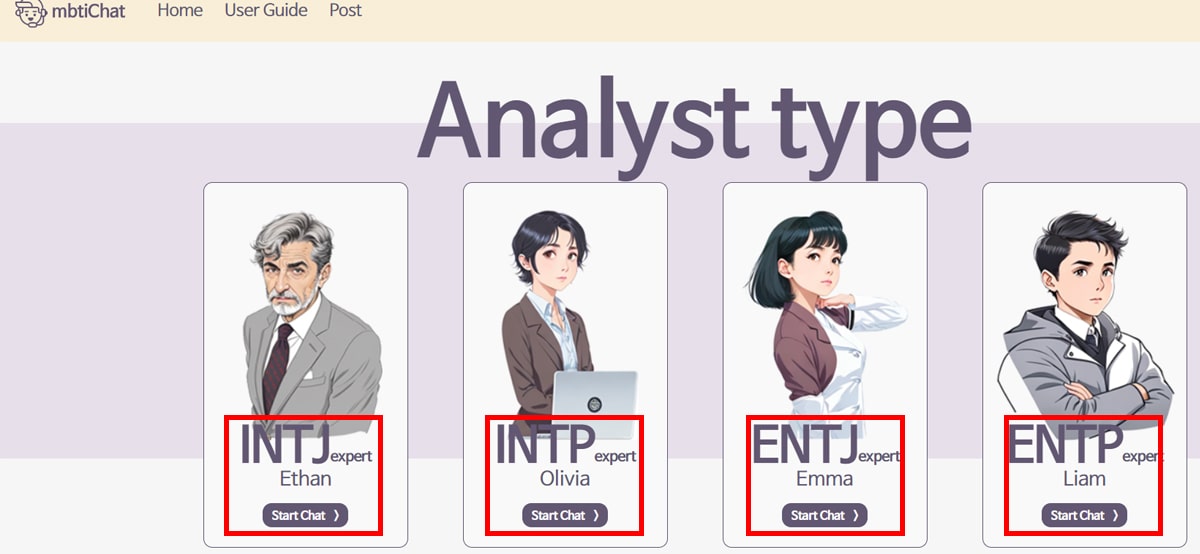 mbtiChat Home User Guide Post
Analyst type
INTJ expert
Ethan
Start Chat 〉
INTP expert
Olivia
Start Chat 〉
ENTJ expert
Emma
Start Chat 〉
ENTP expert
Liam
Start Chat 〉